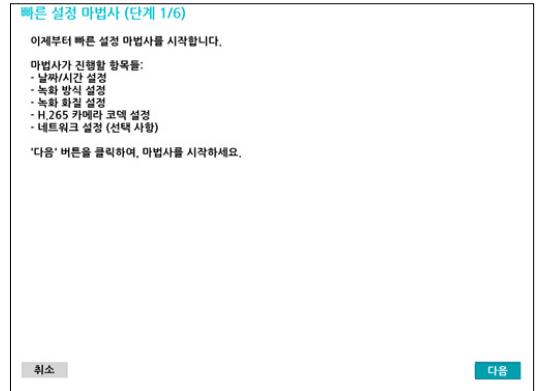 빠른 설정 마법사 (단계 1/6)
이제부터 빠른 설정 마법사를 시작합니다.
마법사가 진행할 항목들:
- 날짜/시간 설정
- 녹화 방식 설정
- 녹화 화질 설정
- H.265 카메라 코덱 설정
- 네트워크 설정 (선택 사항)
'다음' 버튼을 클릭하여, 마법사를 시작하세요.
취소
다음